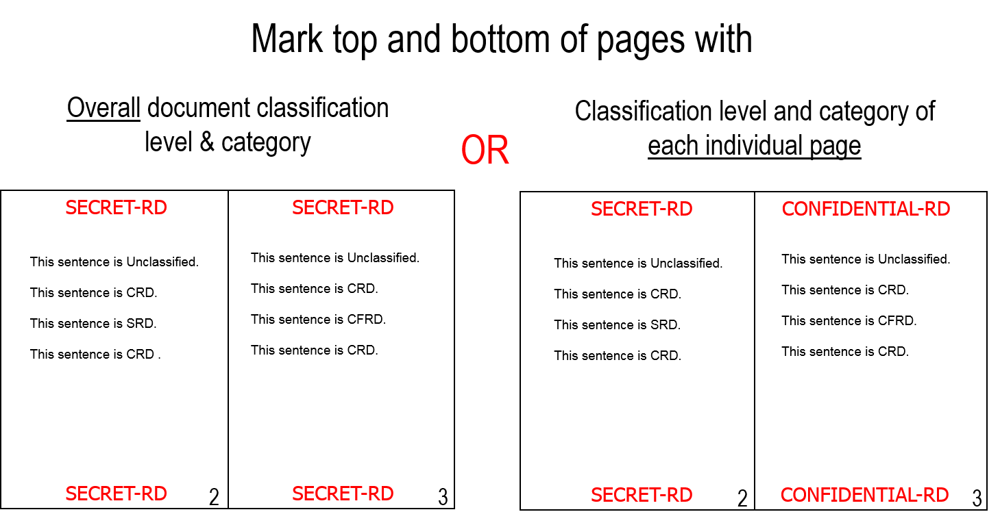 Mark top and bottom of pages with
Overall document classification
level & category
OR
Classification level and category of
each individual page
SECRET-RD
This sentence is Unclassified.
This sentence is CRD.
This sentence is SRD.
This sentence is CRD .
SECRET-RD
2
SECRET-RD
This sentence is Unclassified.
This sentence is CRD.
This sentence is CFRD.
This sentence is CRD.
SECRET-RD
3
SECRET-RD
This sentence is Unclassified.
This sentence is CRD.
This sentence is SRD.
This sentence is CRD.
SECRET-RD
2
CONFIDENTIAL-RD
This sentence is Unclassified.
This sentence is CRD.
This sentence is CFRD.
This sentence is CRD.
CONFIDENTIAL-RD
3